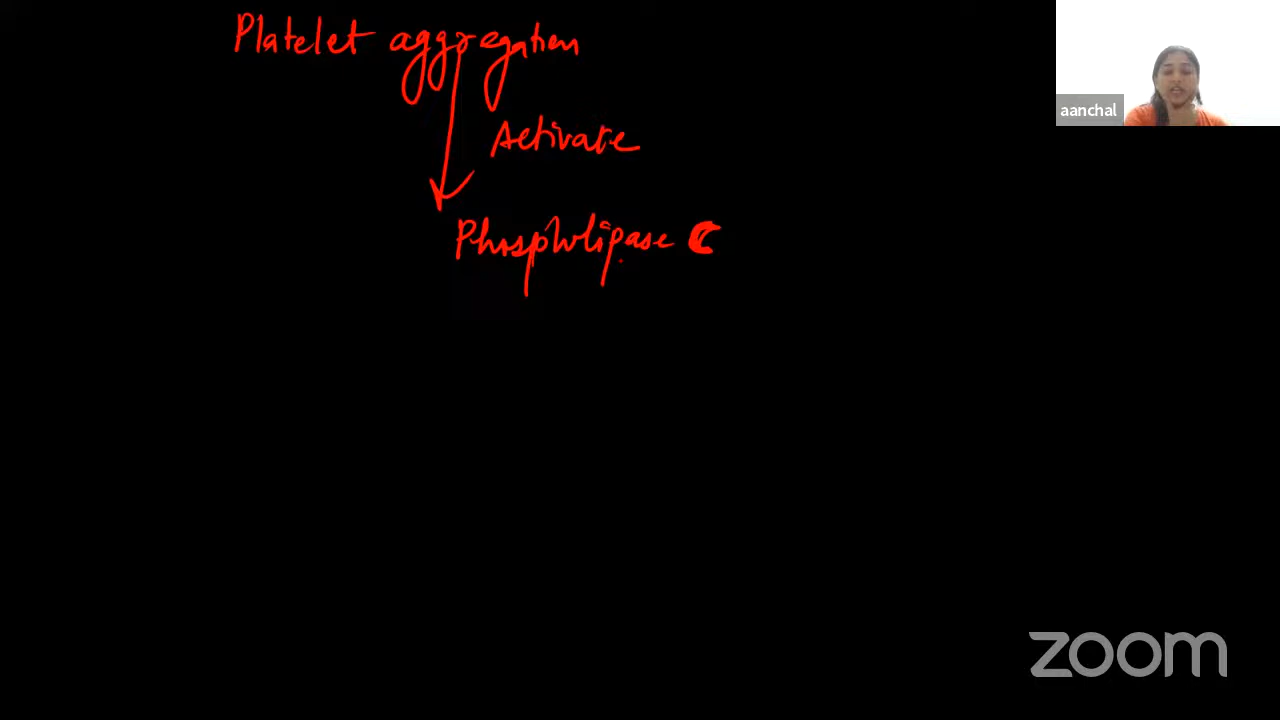 Platelet aggregation
aanchal
Activate
Phospholipase C
zoom